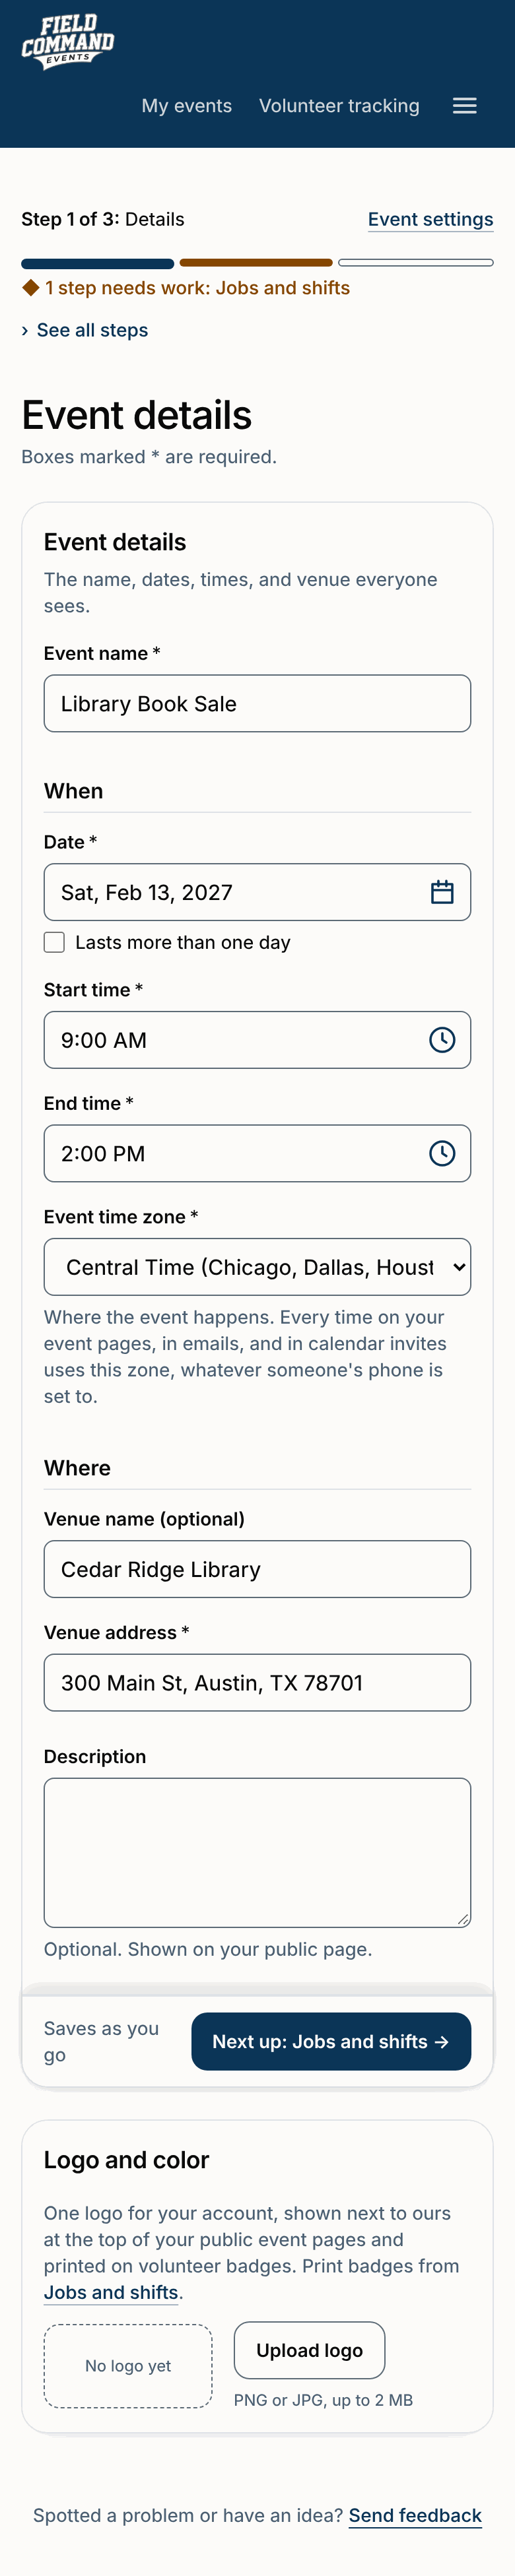 FIELD
COMMAND
EVENTS
My events Volunteer tracking
Step 1 of 3: Details Event settings
◆ 1 step needs work: Jobs and shifts
› See all steps
Event details
Boxes marked * are required.
Event details
The name, dates, times, and venue everyone
sees.
Event name *
Library Book Sale
When
Date *
Sat, Feb 13, 2027
Lasts more than one day
Start time *
9:00 AM
End time *
2:00 PM
Event time zone *
Central Time (Chicago, Dallas, Houst
Where the event happens. Every time on your
event pages, in emails, and in calendar invites
uses this zone, whatever someone's phone is
set to.
Where
Venue name (optional)
Cedar Ridge Library
Venue address *
300 Main St, Austin, TX 78701
Description
Optional. Shown on your public page.
Saves as you
go
Next up: Jobs and shifts →
Logo and color
One logo for your account, shown next to ours
at the top of your public event pages and
printed on volunteer badges. Print badges from
Jobs and shifts.
No logo yet
Upload logo
PNG or JPG, up to 2 MB
Spotted a problem or have an idea? Send feedback